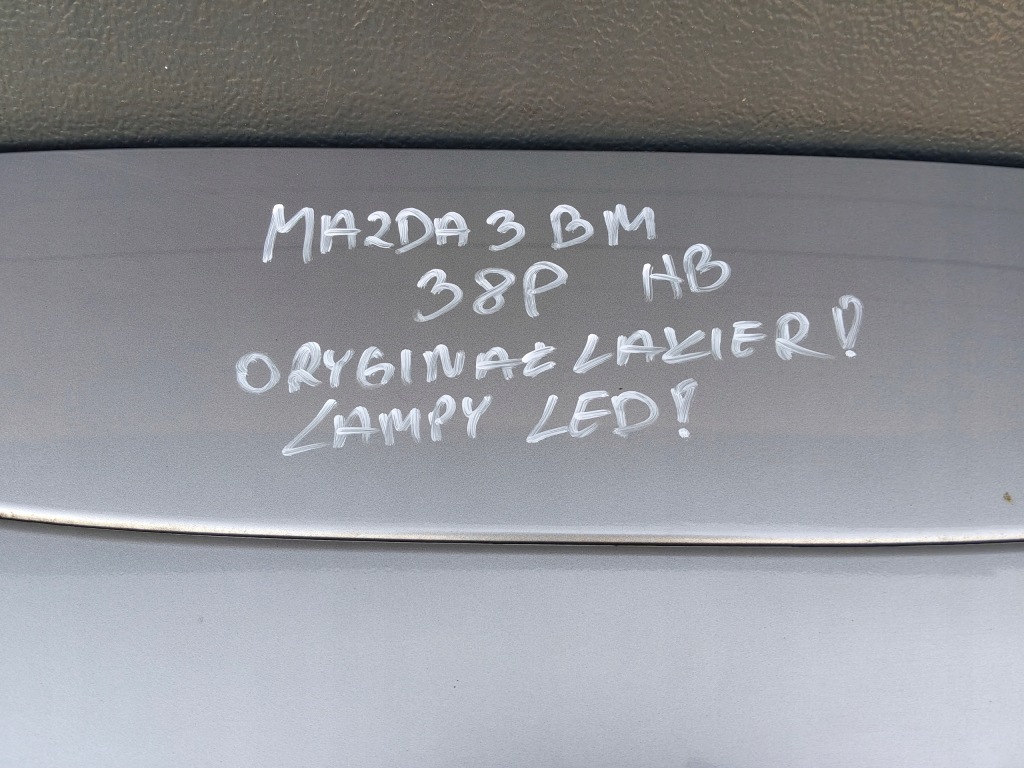 MAZDA 3 BM
38P HB
ORYGINAŁ LAKIER!
LAMPY LED!